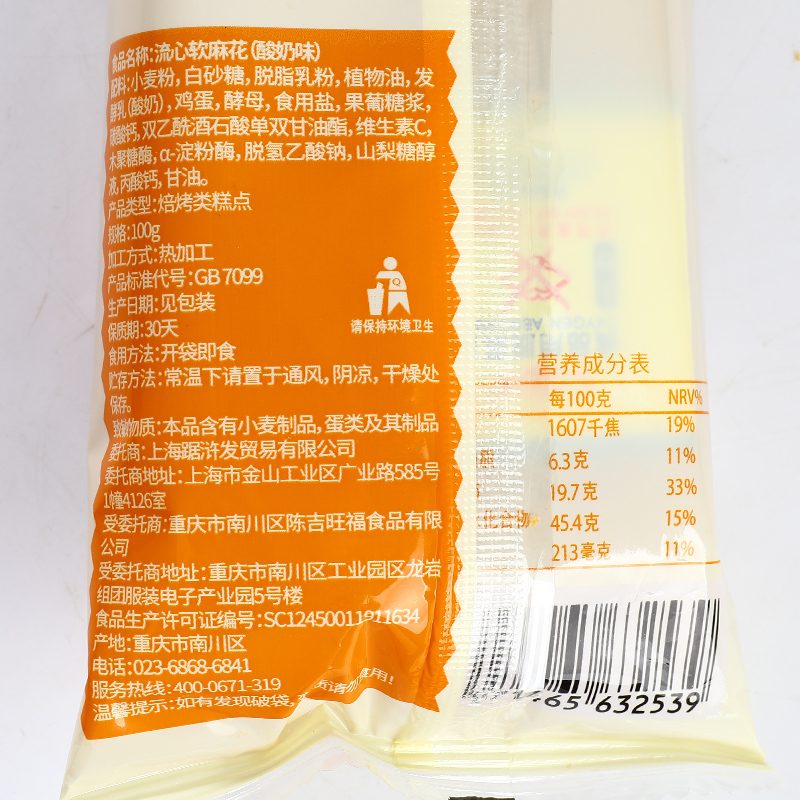 食品名称:流心软麻花(酸奶味)
配料:小麦粉,白砂糖,脱脂乳粉,植物油,发
酵乳(酸奶),鸡蛋,酵母,食用盐,果葡糖浆,
碳酸钙,双乙酰酒石酸单双甘油酯,维生素C,
木聚糖酶,α-淀粉酶,脱氢乙酸钠,山梨糖醇
液,丙酸钙,甘油。
产品类型:焙烤类糕点
规格:100g
加工方式:热加工
产品标准代号:GB 7099
生产日期:见包装
保质期:30天
食用方法:开袋即食
贮存方法:常温下请置于通风,阴凉,干燥处
保存。
致敏物质:本品含有小麦制品,蛋类及其制品
委托商:上海踞浒发贸易有限公司
委托商地址:上海市金山工业区广业路585号
1幢4126室
受委托商:重庆市南川区陈吉旺福食品有限
公司
受委托商地址:重庆市南川区工业园区龙岩
组团服装电子产业园5号楼
食品生产许可证编号:SC12450011911634
产地:重庆市南川区
电话:023-6868-6841
服务热线:400-0671-319
温馨提示:如有发现破袋,
请勿食用!
请保持环境卫生
营养成分表
每100克 NRV%
1607千焦 19%
6.3克 11%
19.7克 33%
化合物 45.4克 15%
213毫克 11%
65 632539